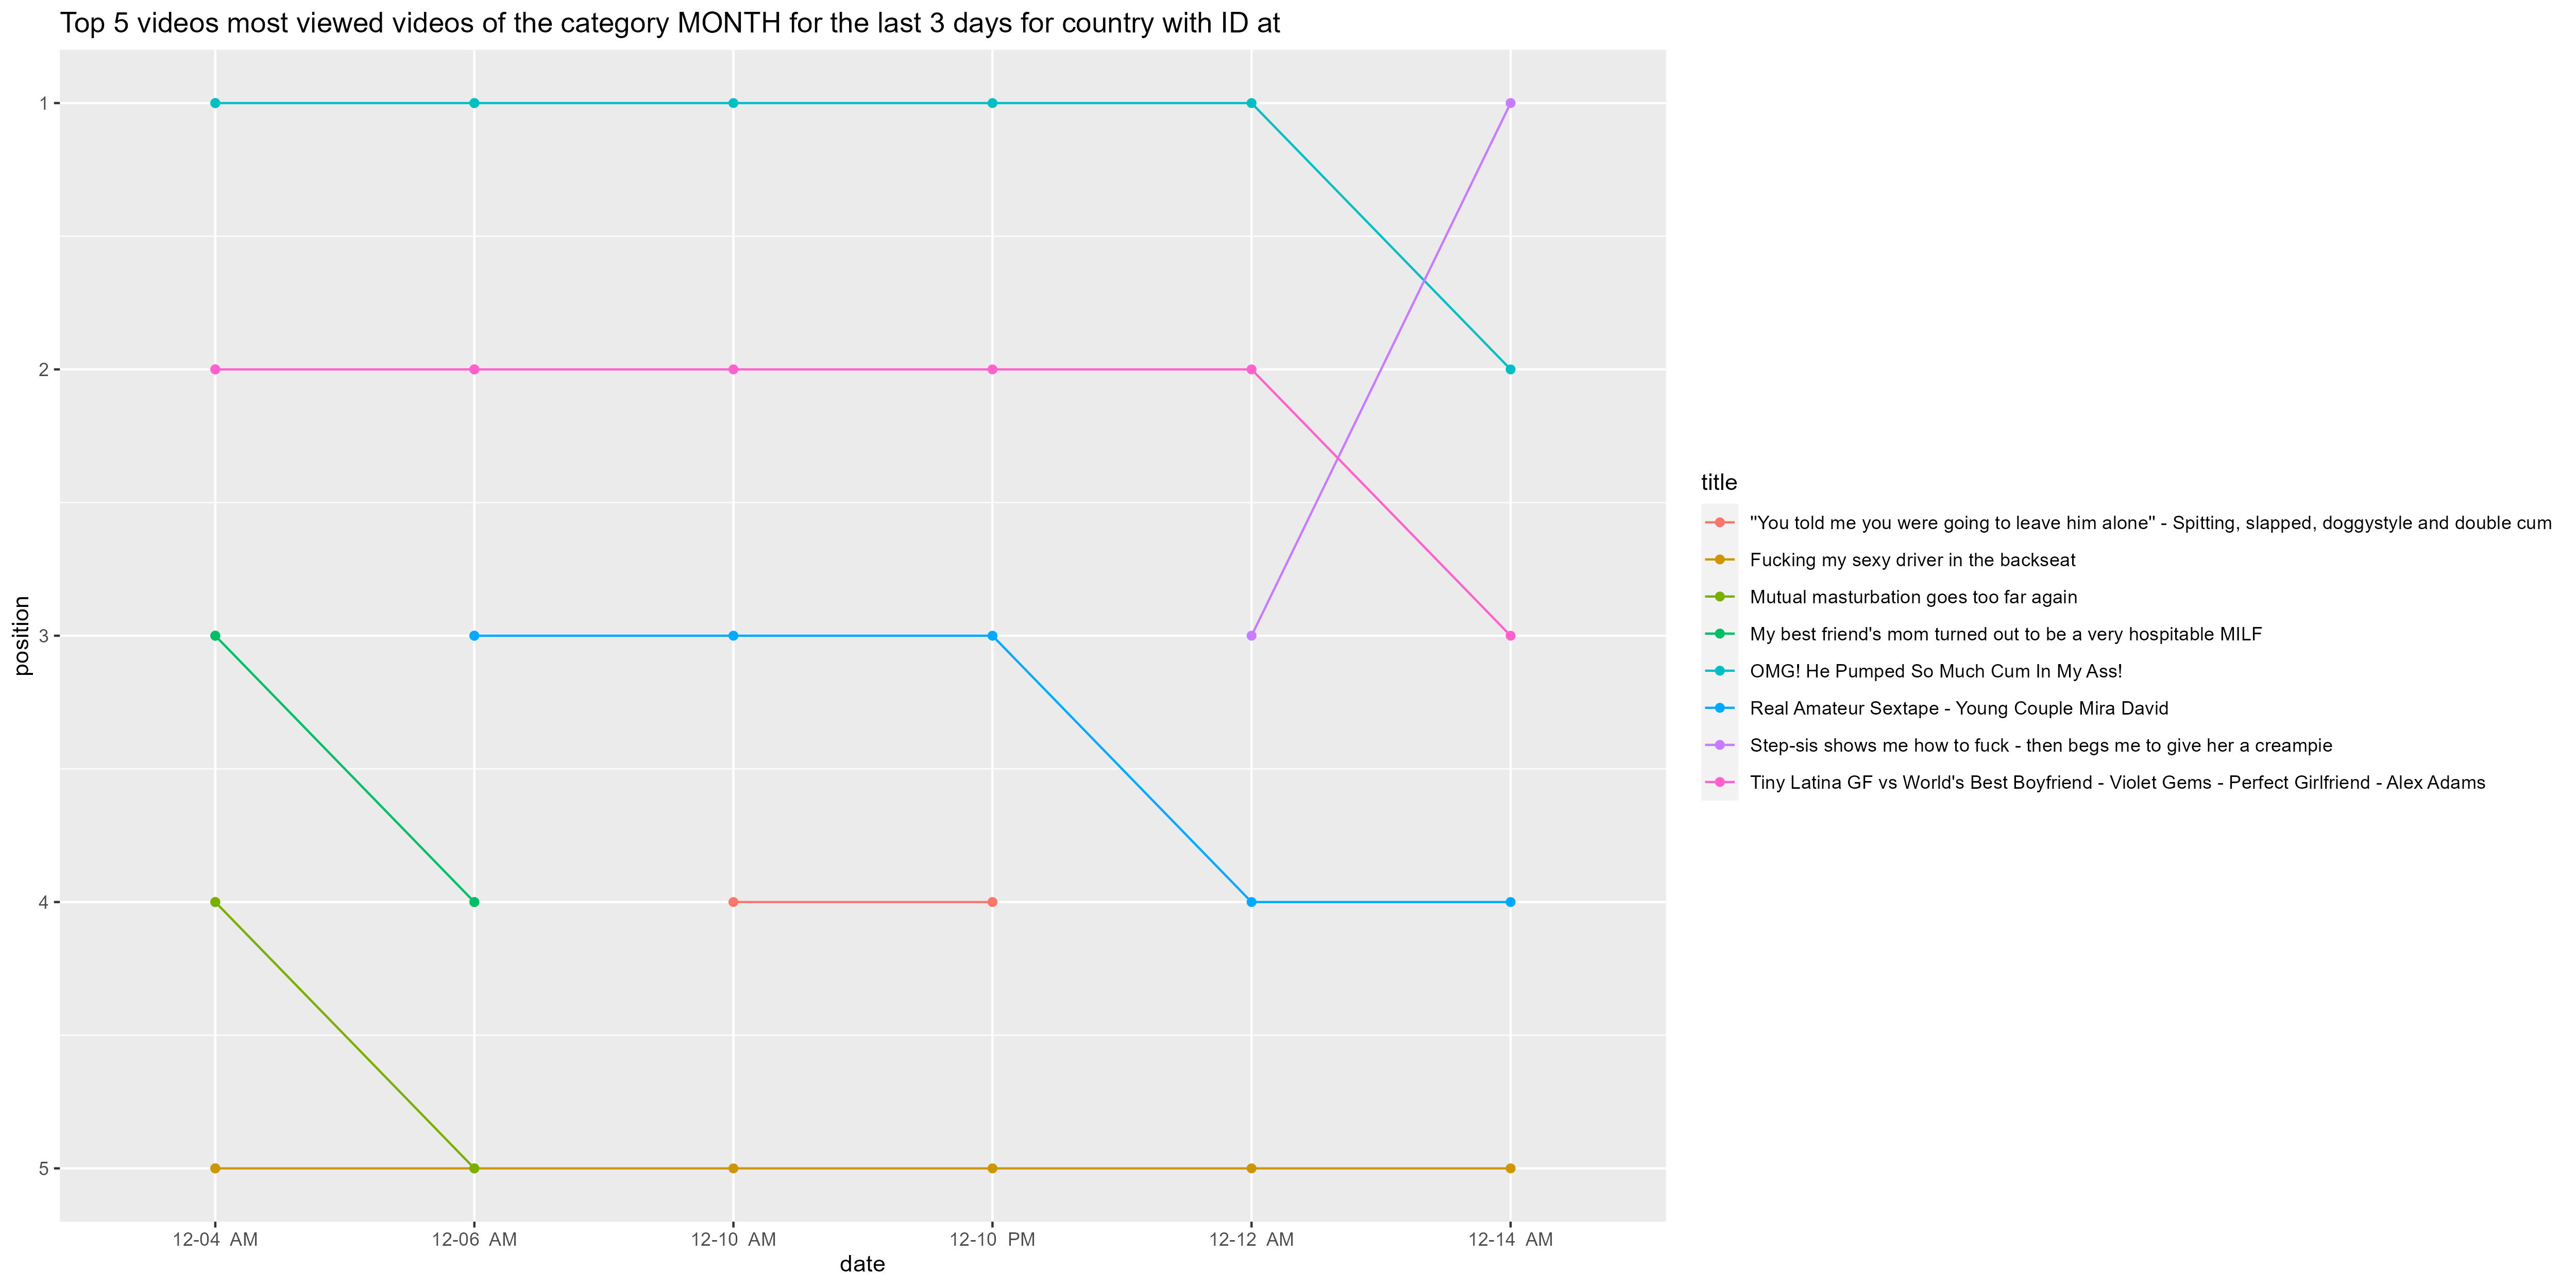 Top 5 videos most viewed videos of the category MONTH for the last 3 days for country with ID at
1
2
3
4
5
position
12-04 AM
12-06 AM
12-10 AM
12-10 PM
12-12 AM
12-14 AM
date
title
"You told me you were going to leave him alone" - Spitting, slapped, doggystyle and double cum
Fucking my sexy driver in the backseat
Mutual masturbation goes too far again
My best friend's mom turned out to be a very hospitable MILF
OMG! He Pumped So Much Cum In My Ass!
Real Amateur Sextape - Young Couple Mira David
Step-sis shows me how to fuck - then begs me to give her a creampie
Tiny Latina GF vs World's Best Boyfriend - Violet Gems - Perfect Girlfriend - Alex Adams